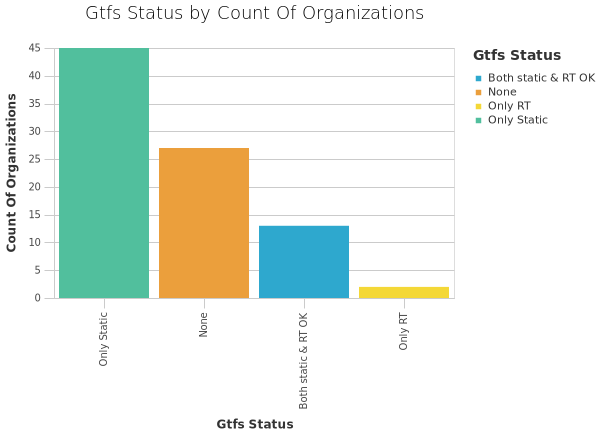 Gtfs Status by Count Of Organizations
Gtfs Status
Both static & RT OK
None
Only RT
Only Static
Count Of Organizations
45
40
35
30
25
20
15
10
5
0
Only Static
None
Both static & RT OK
Only RT
Gtfs Status